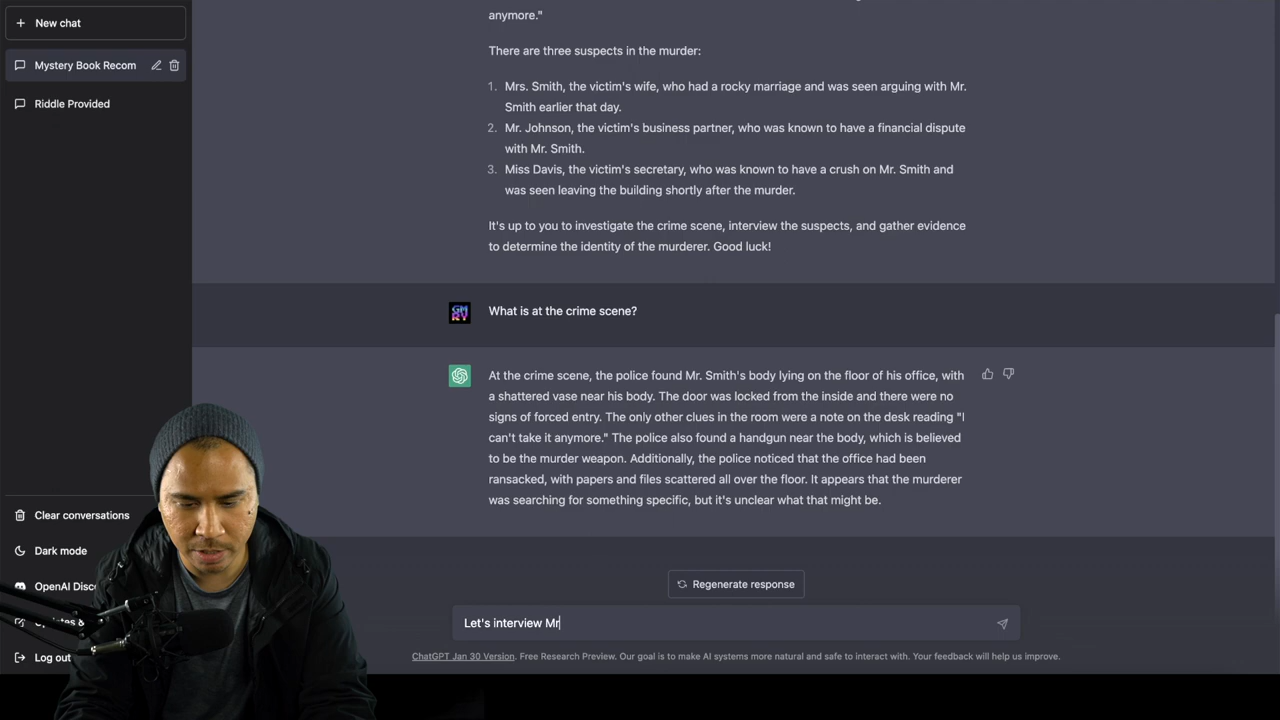 New chat
Mystery Book Recom
Riddle Provided
anymore."
There are three suspects in the murder:
1. Mrs. Smith, the victim's wife, who had a rocky marriage and was seen arguing with Mr.
Smith earlier that day.
2. Mr. Johnson, the victim's business partner, who was known to have a financial dispute
with Mr. Smith.
3. Miss Davis, the victim's secretary, who was known to have a crush on Mr. Smith and
was seen leaving the building shortly after the murder.
It's up to you to investigate the crime scene, interview the suspects, and gather evidence
to determine the identity of the murderer. Good luck!
What is at the crime scene?
At the crime scene, the police found Mr. Smith's body lying on the floor of his office, with
a shattered vase near his body. The door was locked from the inside and there were no
signs of forced entry. The only other clues in the room were a note on the desk reading "I
can't take it anymore." The police also found a handgun near the body, which is believed
to be the murder weapon. Additionally, the police noticed that the office had been
ransacked, with papers and files scattered all over the floor. It appears that the murderer
was searching for something specific, but it's unclear what that might be.
Clear conversations
Dark mode
OpenAI Disc
Log out
Regenerate response
Let's interview Mr
ChatGPT Jan 30 Version. Free Research Preview. Our goal is to make AI systems more natural and safe to interact with. Your feedback will help us improve.